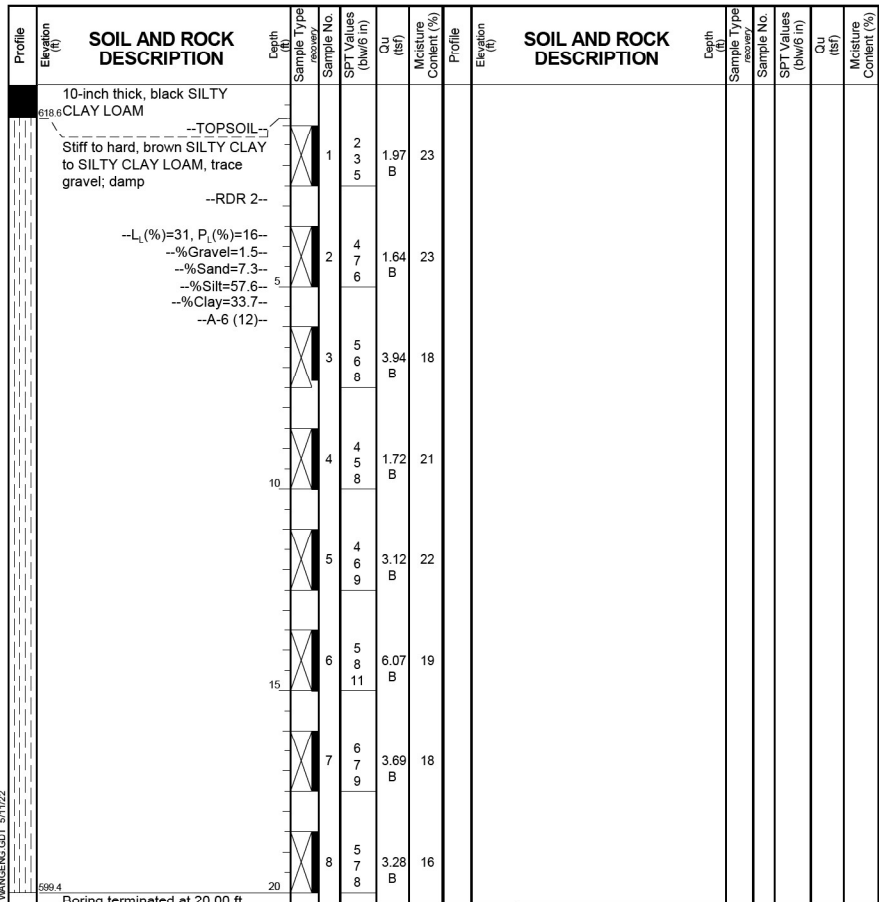 Profile
Elevation
(ft)
SOIL AND ROCK
DESCRIPTION
Depth
(ft)
Sample Type
recovery
Sample No.
SPT Values
(blw/6 in)
Qu
(tsf)
Moisture
Content (%)
Profile
Elevation
(ft)
SOIL AND ROCK
DESCRIPTION
Depth
(ft)
Sample Type
recovery
Sample No.
SPT Values
(blw/6 in)
Qu
(tsf)
Moisture
Content (%)
10-inch thick, black SILTY
618.6 CLAY LOAM
--TOPSOIL--
Stiff to hard, brown SILTY CLAY
to SILTY CLAY LOAM, trace
gravel; damp
--RDR 2--
1
2
3
5
1.97
B
23
--LL(%)=31, PL(%)=16--
--%Gravel=1.5--
--%Sand=7.3--
--%Silt=57.6--
--%Clay=33.7--
--A-6 (12)--
5
2
4
7
6
1.64
B
23
3
5
6
8
3.94
B
18
4
4
5
8
1.72
B
21
10
5
4
6
9
3.12
B
22
6
5
8
11
6.07
B
19
15
7
6
7
9
3.69
B
18
8
5
7
8
3.28
B
16
599.4
20
Boring terminated at 20.00 ft
WANGENG.GDT 5/11/22